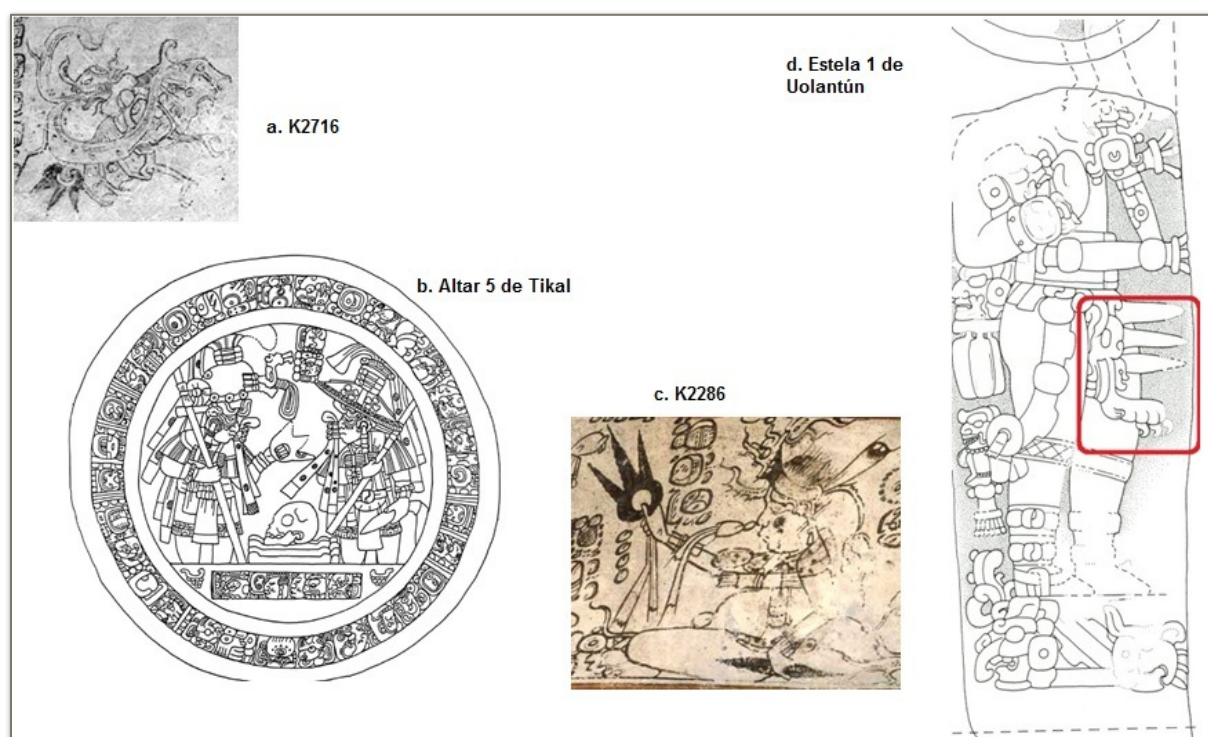 a. K2716
d. Estela 1 de
Uolantún
b. Altar 5 de Tikal
c. K2286